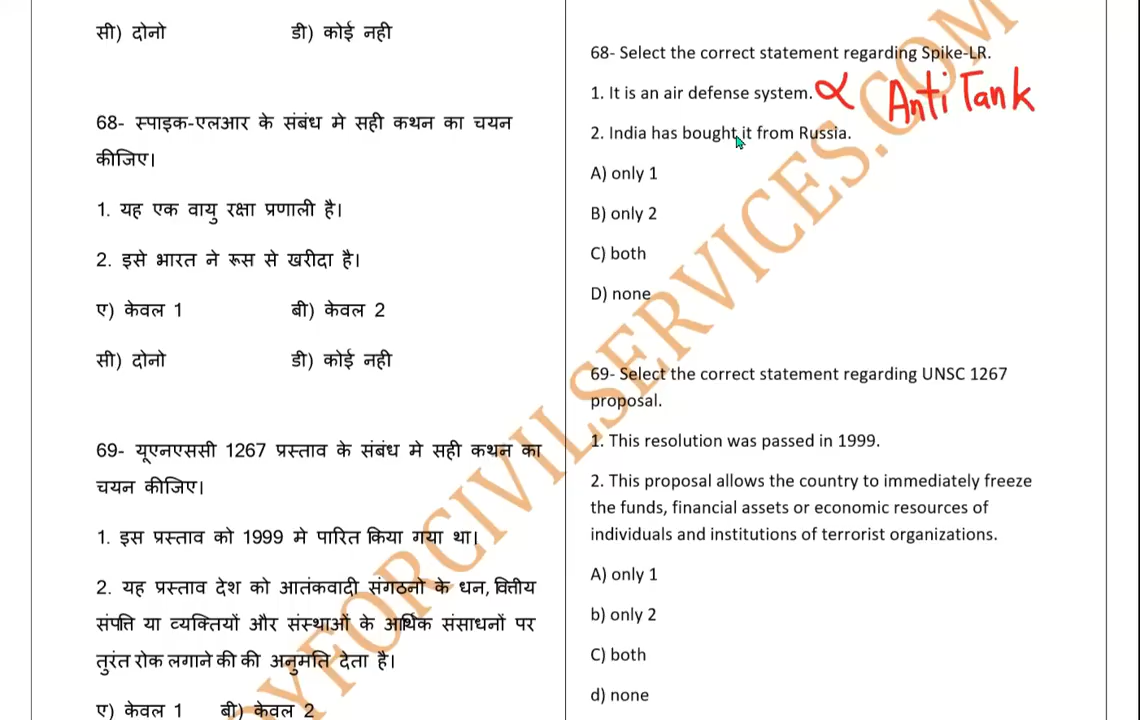 सी) दोनो डी) कोई नही
68- स्पाइक-एलआर के संबंध मे सही कथन का चयन
कीजिए।
1. यह एक वायु रक्षा प्रणाली है।
2. इसे भारत ने रूस से खरीदा है।
ए) केवल 1 बी) केवल 2
सी) दोनो डी) कोई नही
69- यूएनएससी 1267 प्रस्ताव के संबंध मे सही कथन का
चयन कीजिए।
1. इस प्रस्ताव को 1999 मे पारित किया गया था।
2. यह प्रस्ताव देश को आतंकवादी संगठनो के धन, वित्तीय
संपत्ति या व्यक्तियों और संस्थाओं के आर्थिक संसाधनों पर
तुरंत रोक लगाने की की अनुमति देता है।
ए) केवल 1 बी) केवल 2
68- Select the correct statement regarding Spike-LR.
1. It is an air defense system. Anti Tank
2. India has bought it from Russia.
A) only 1
B) only 2
C) both
D) none
69- Select the correct statement regarding UNSC 1267
proposal.
1. This resolution was passed in 1999.
2. This proposal allows the country to immediately freeze
the funds, financial assets or economic resources of
individuals and institutions of terrorist organizations.
A) only 1
b) only 2
C) both
d) none
DYFORCIVILSERVICES.COM